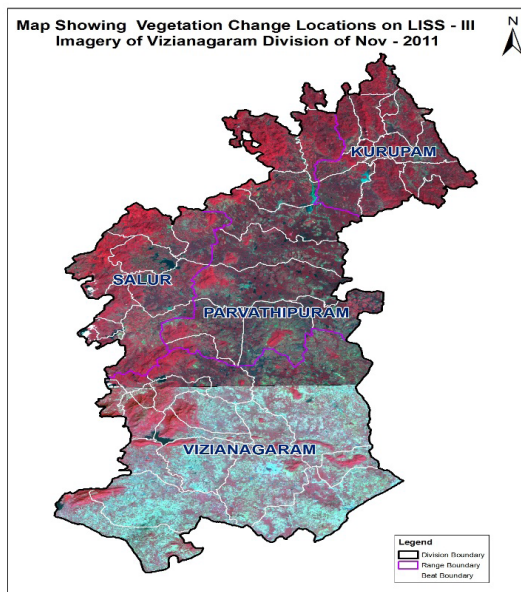 Map Showing Vegetation Change Locations on LISS - III
Imagery of Vizianagaram Division of Nov - 2011
N
KURUPAM
SALUR
PARVATHIPURAM
VIZIANAGARAM
Legend
Division Boundary
Range Boundary
Beat Boundary